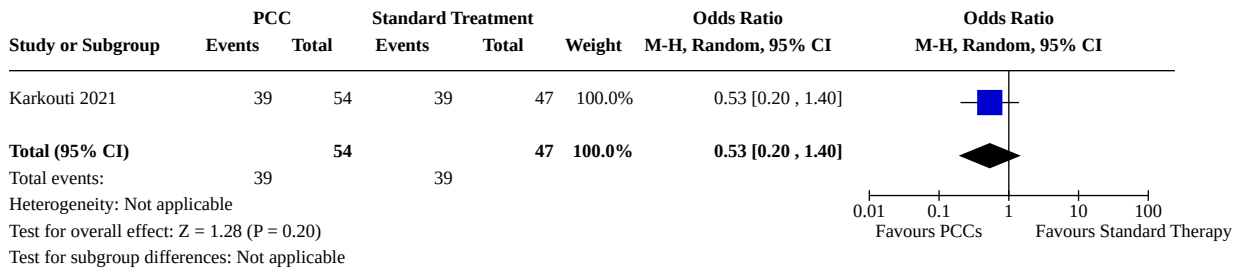 PCC Standard Treatment Odds Ratio Odds Ratio
Study or Subgroup Events Total Events Total Weight M-H, Random, 95% CI M-H, Random, 95% CI
Karkouti 2021 39 54 39 47 100.0% 0.53 [0.20 , 1.40]
Total (95% CI) 54 47 100.0% 0.53 [0.20 , 1.40]
Total events: 39 39
Heterogeneity: Not applicable
Test for overall effect: Z = 1.28 (P = 0.20)
Test for subgroup differences: Not applicable
0.01 0.1 1 10 100
Favours PCCs Favours Standard Therapy